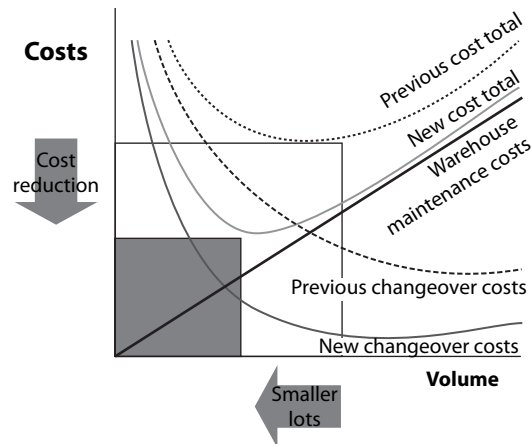 Costs
Previous cost total
New cost total
Warehouse
maintenance costs
Cost
reduction
Previous changeover costs
New changeover costs
Volume
Smaller
lots